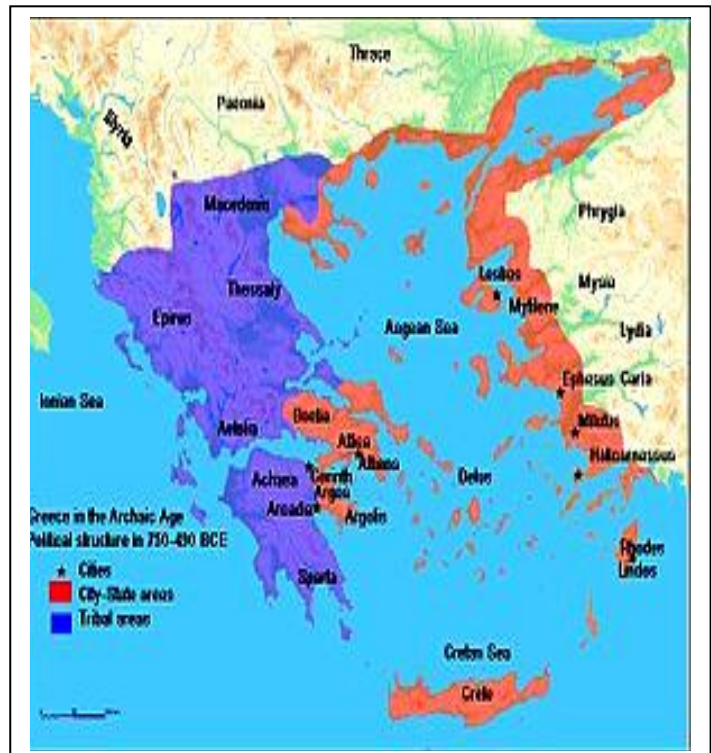 Thrace
Paeonia
Illyria
Macedonia
Phrygia
Lesbos
Mysia
Thessaly
Mytilene
Epirus
Aegean Sea
Lydia
Ephesus Caria
Ionian Sea
Boetia
Miletus
Aetolia
Attica
Halicarnassus
Athens
Achaea
Corinth
Delos
Argos
Arcadia
Argolis
Greece in the Archaic Age
Political structure in 750-490 BCE
Rhodes
Lindos
Cities
Sparta
City-State areas
Tribal areas
Cretan Sea
Crete